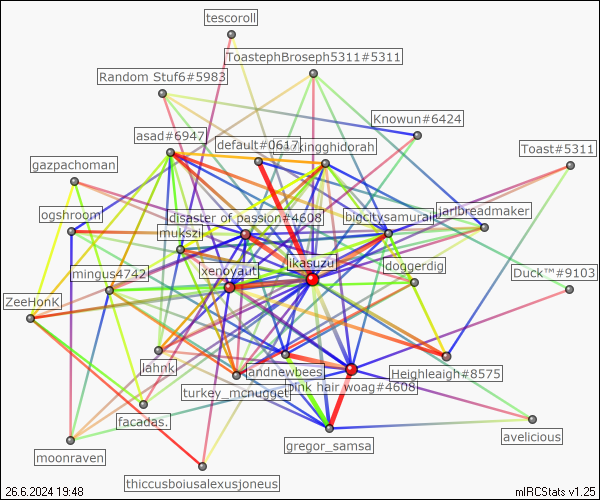 tescoroll
ToastephBroseph5311#5311
Random Stuf6#5983
Knowun#6424
asad#6947
default#0617
xingghidorah
Toast#5311
gazpachoman
ogshroom
disaster of passion#4608
bigcitysamurai
jarlbreadmaker
mukszi
ikasuzu
xenoyaut
doggerdig
mingus4742
Duck™#9103
ZeeHonK
lahnk
andnewbees
Heighleaigh#8575
turkey_mcnugget
pink hair woag#4608
facadas.
gregor_samsa
avelicious
moonraven
thiccusboiusalexusjoneus
26.6.2024 19:48
mIRCStats v1.25